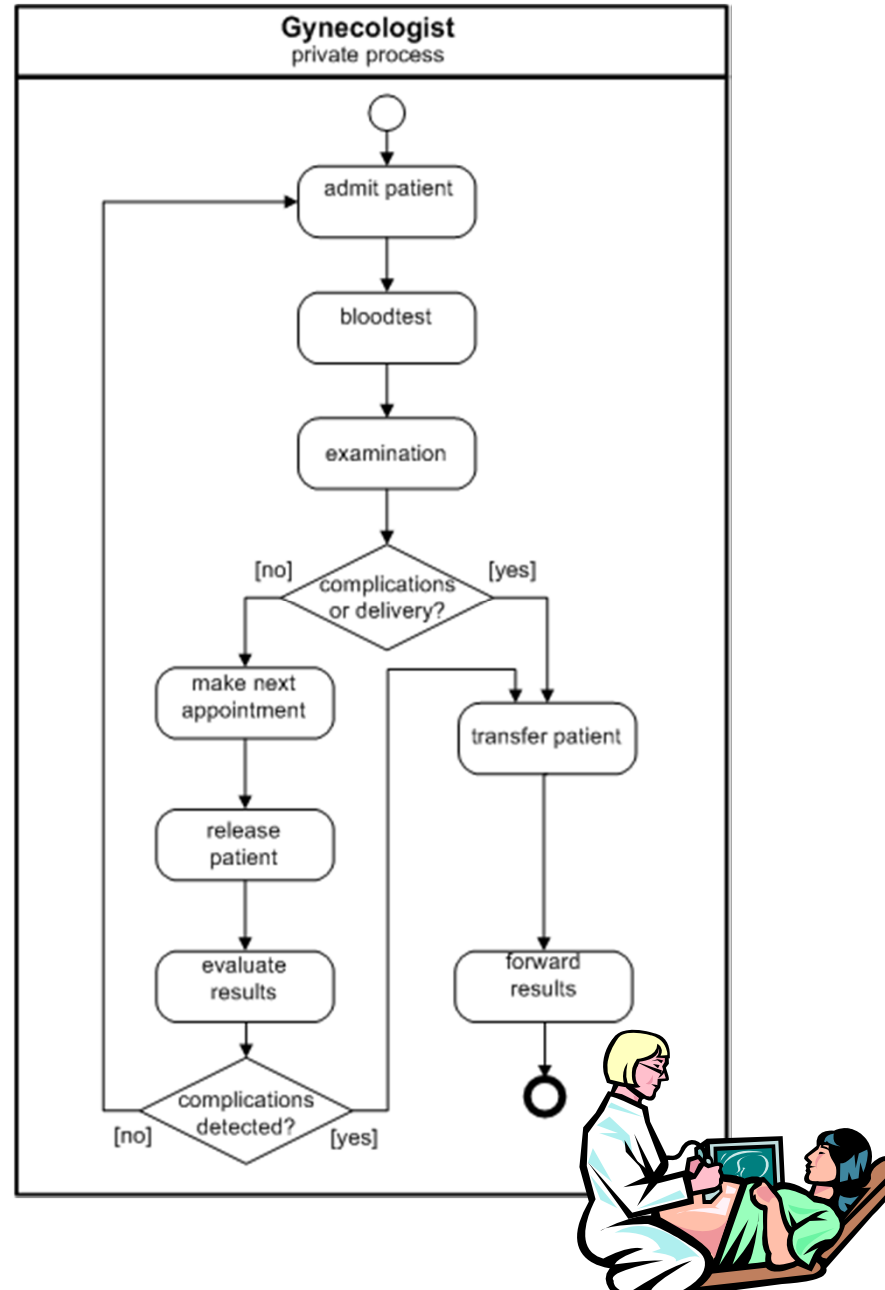 Gynecologist
private process
admit patient
bloodtest
examination
[no]
[yes]
complications
or delivery?
make next
appointment
transfer patient
release
patient
evaluate
results
forward
results
complications
detected?
[no]
[yes]